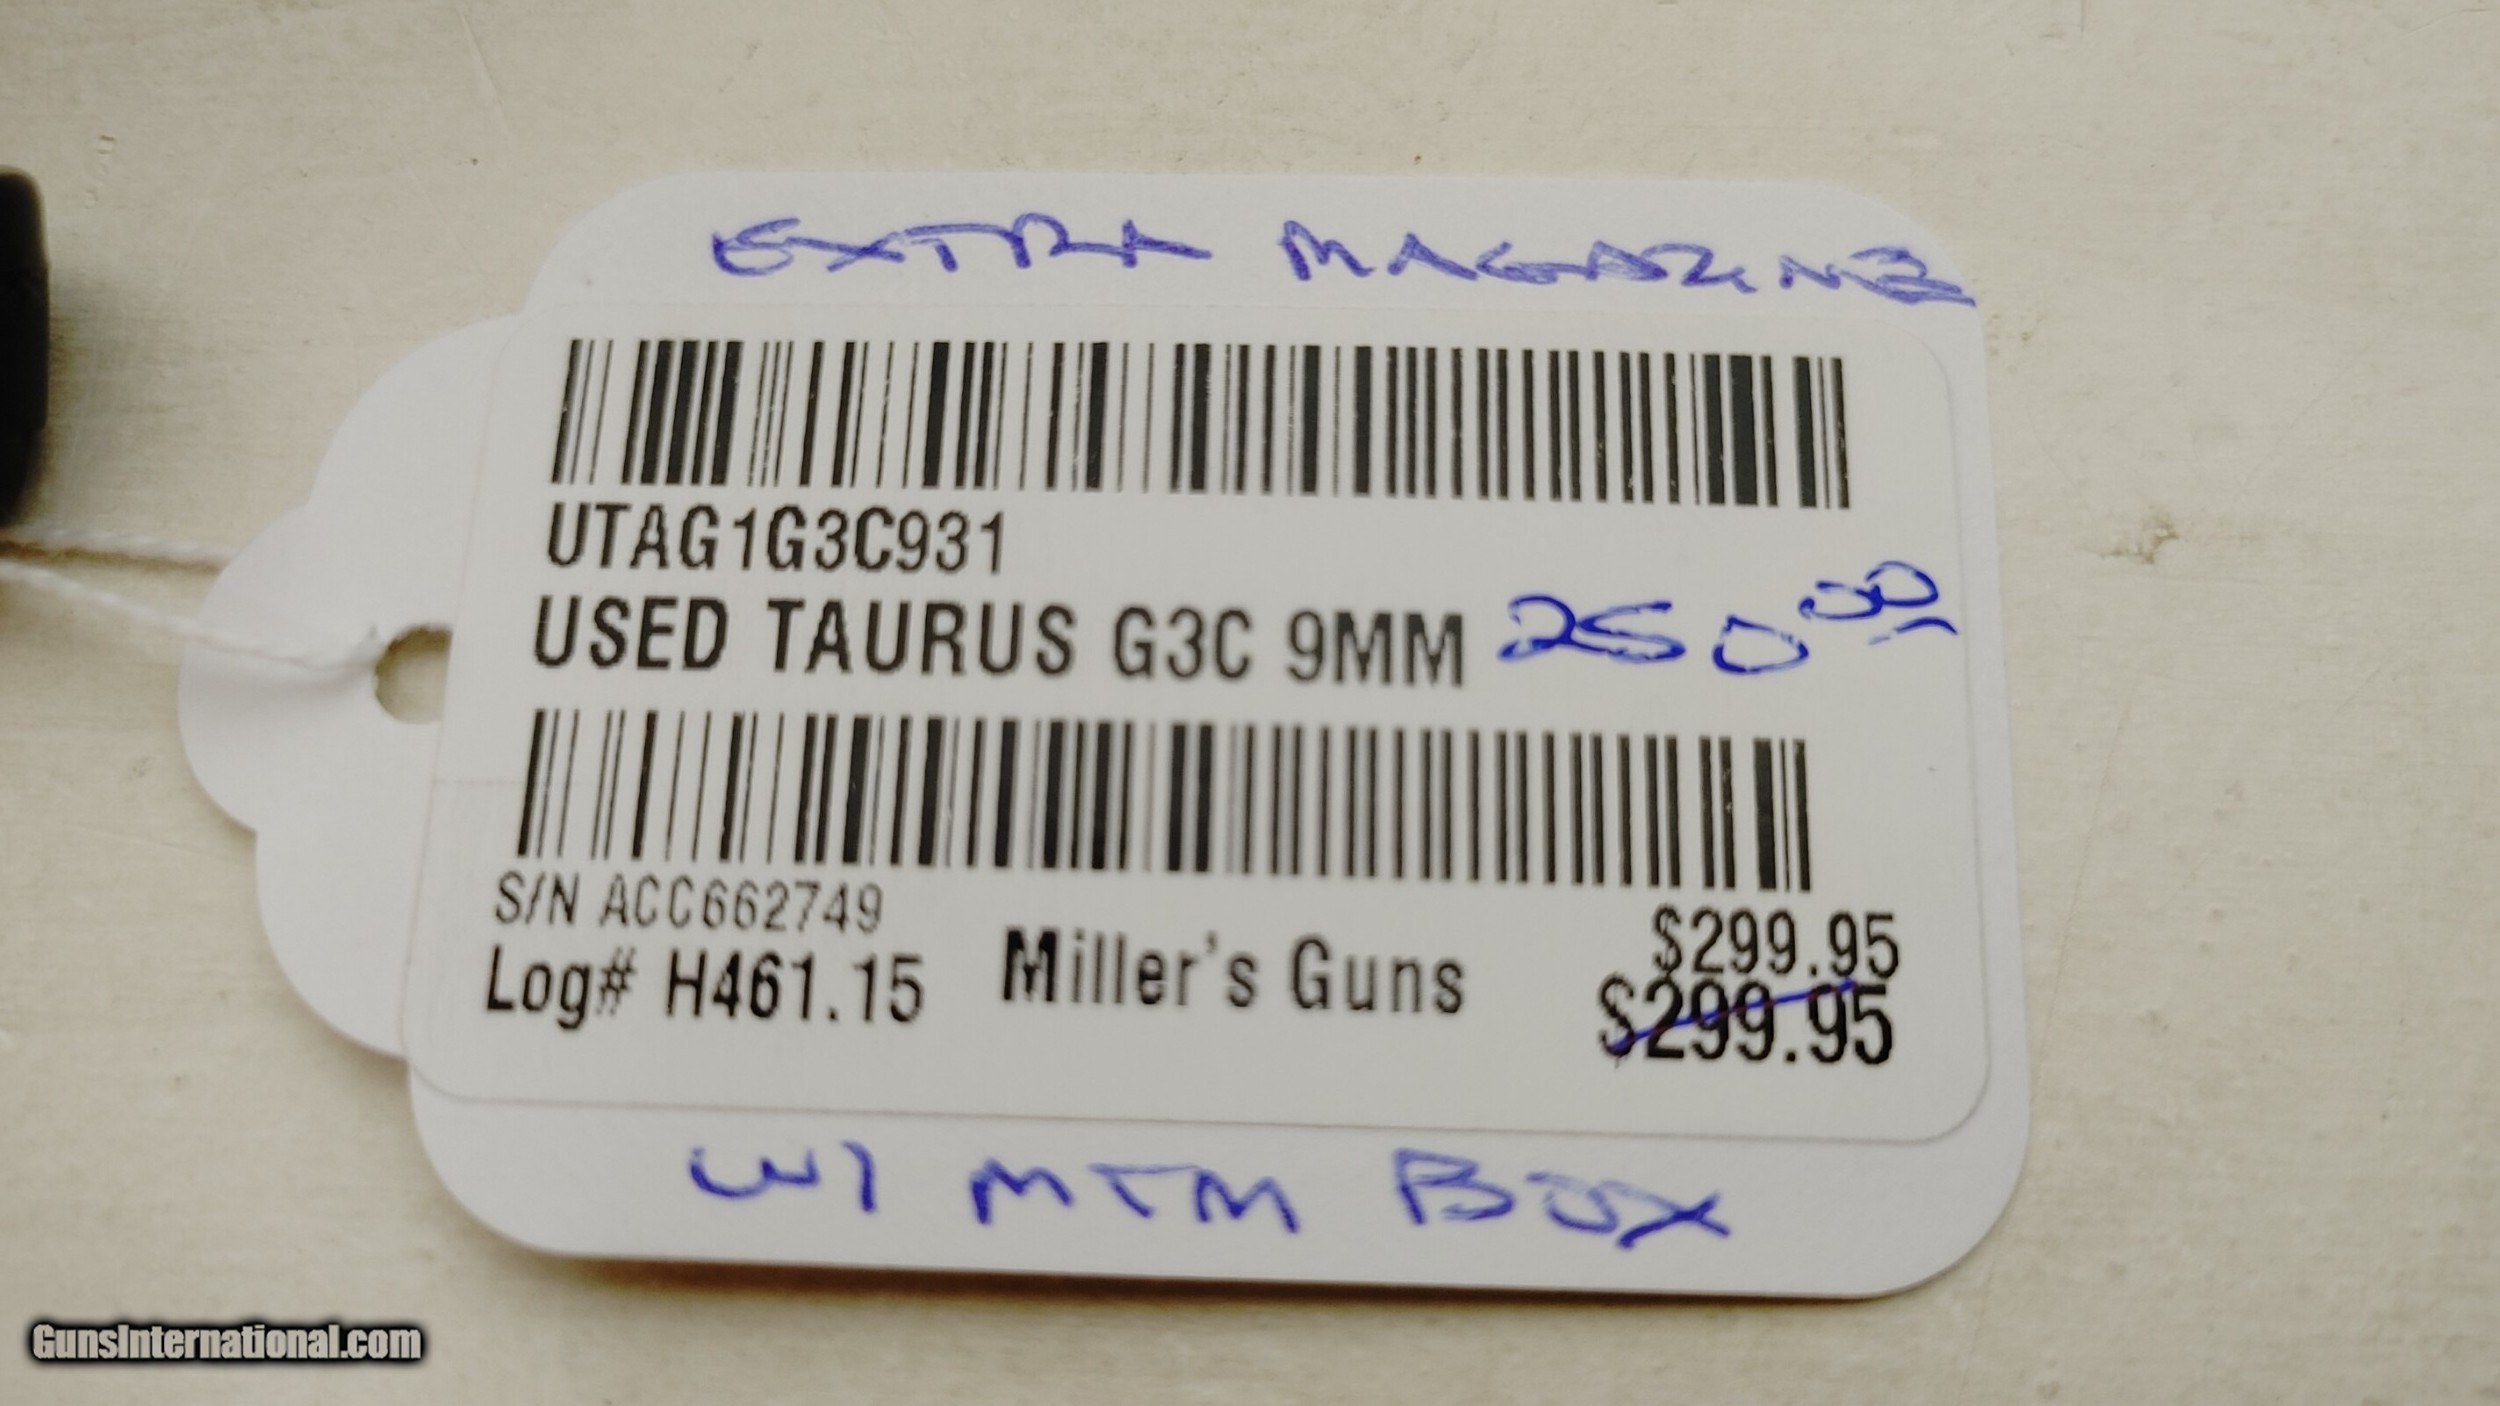 EXTRA MAGAZINE
UTAG1G3C931
USED TAURUS G3C 9MM 250.00
S/N ACC662749
Log# H461.15 Miller's Guns
$299.95
$299.95
W/ MTM BOX
GunsInternational.com